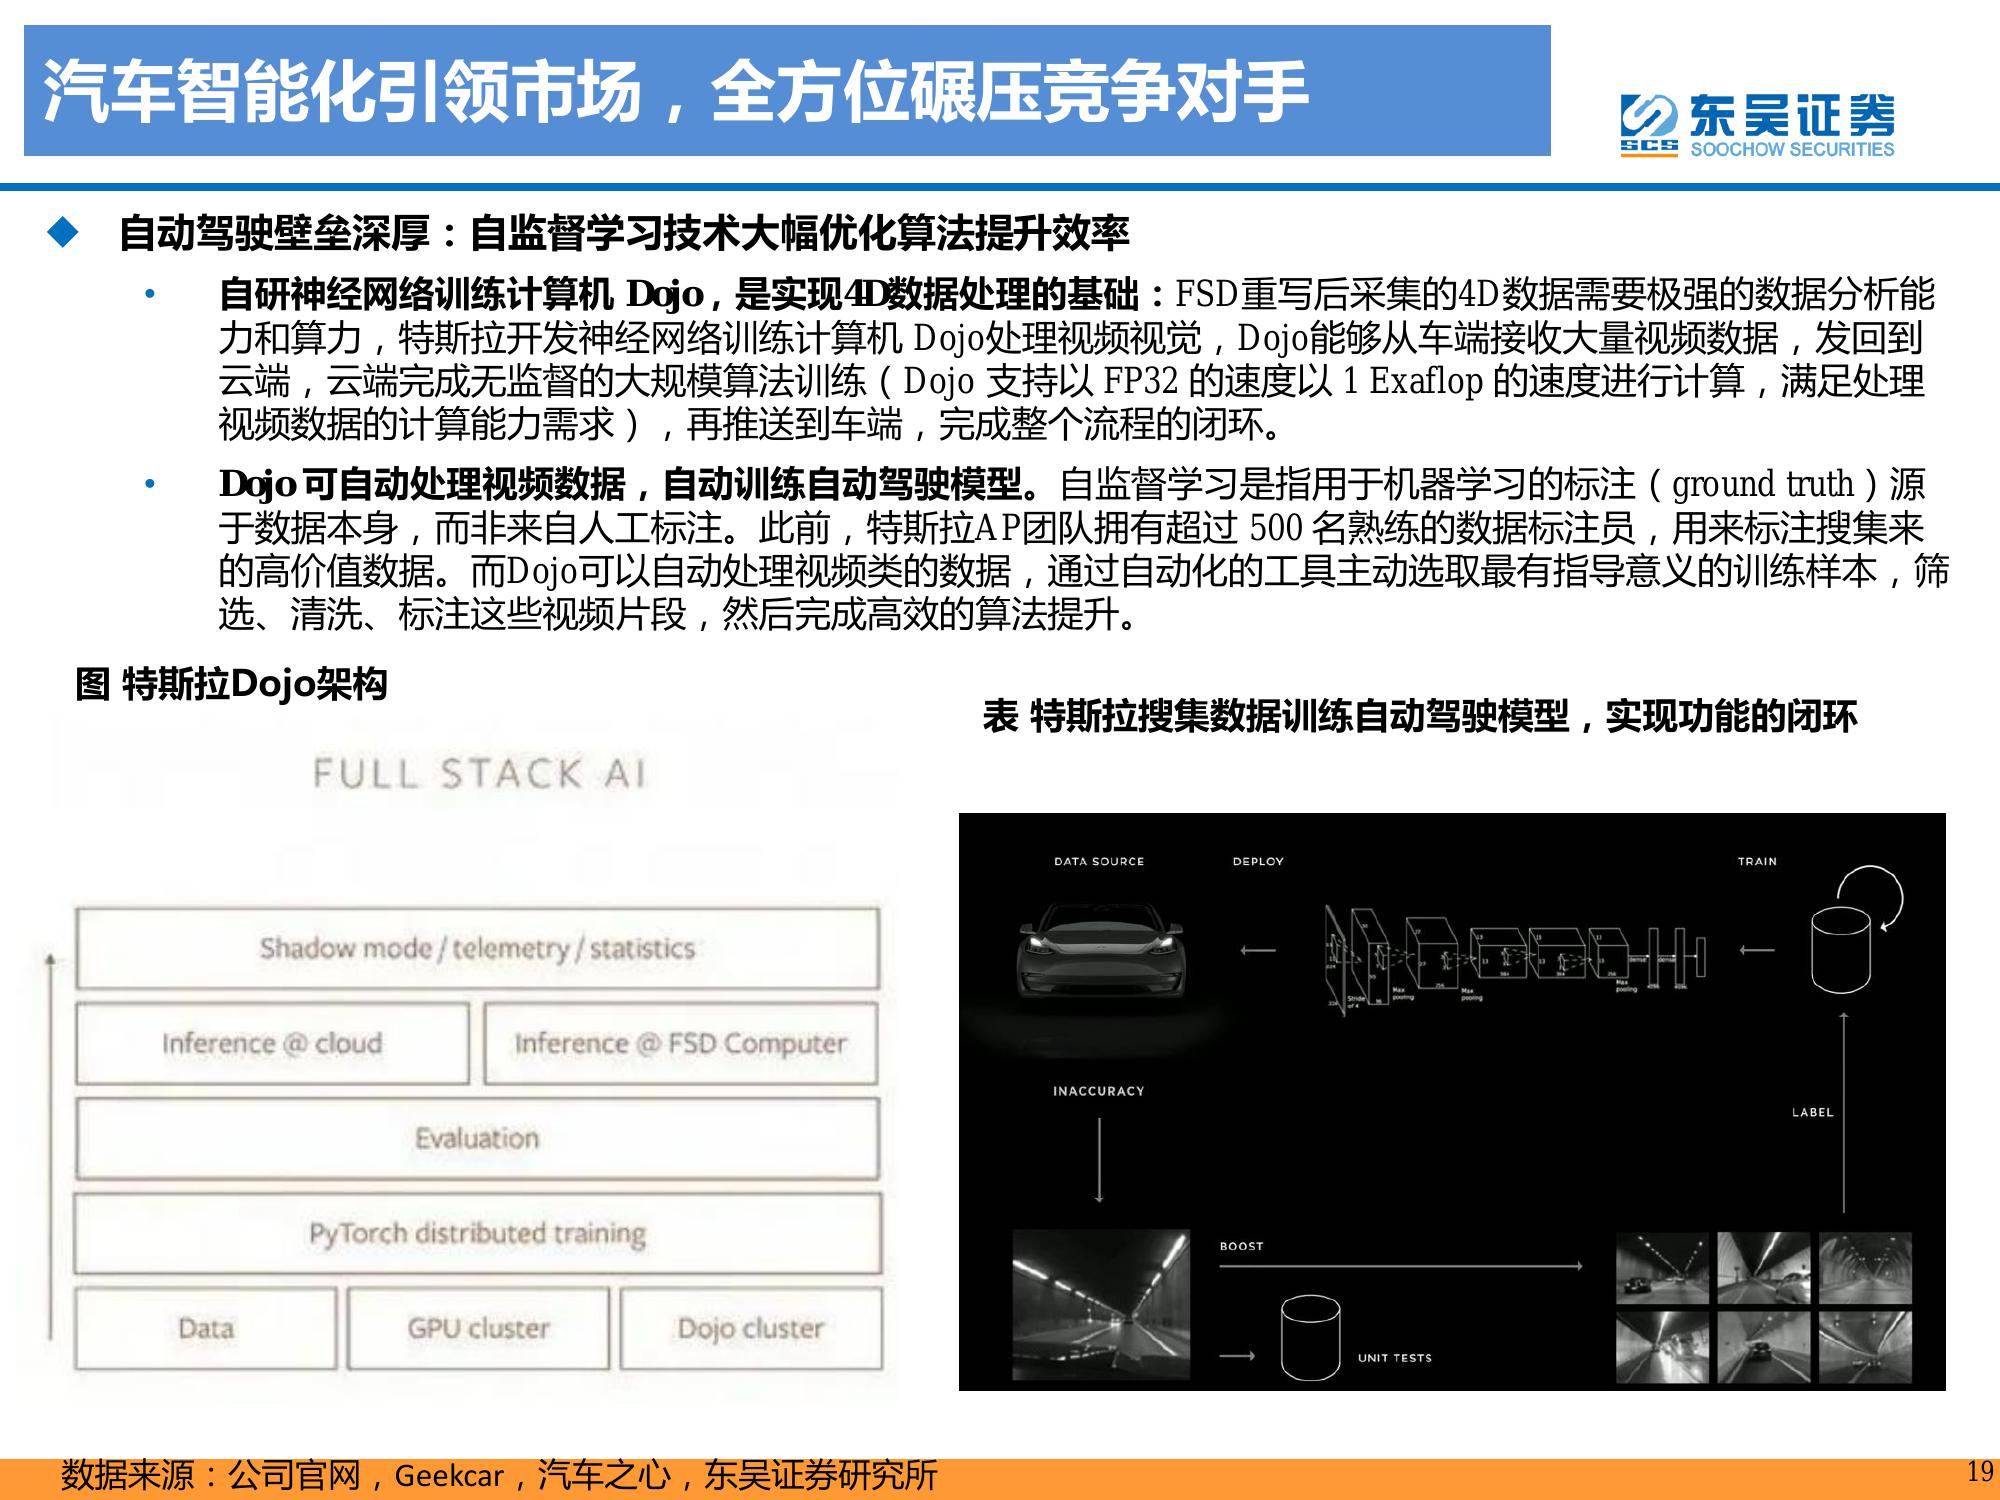 汽车智能化引领市场，全方位碾压竞争对手
东吴证券
SCS
SOOCHOW SECURITIES
自动驾驶壁垒深厚：自监督学习技术大幅优化算法提升效率
• 自研神经网络训练计算机 Dojo，是实现4D数据处理的基础：FSD重写后采集的4D数据需要极强的数据分析能
力和算力，特斯拉开发神经网络训练计算机 Dojo处理视频视觉，Dojo能够从车端接收大量视频数据，发回到
云端，云端完成无监督的大规模算法训练（Dojo 支持以 FP32 的速度以 1 Exaflop 的速度进行计算，满足处理
视频数据的计算能力需求），再推送到车端，完成整个流程的闭环。
• Dojo 可自动处理视频数据，自动训练自动驾驶模型。自监督学习是指用于机器学习的标注（ground truth）源
于数据本身，而非来自人工标注。此前，特斯拉AP团队拥有超过 500 名熟练的数据标注员，用来标注搜集来
的高价值数据。而Dojo可以自动处理视频类的数据，通过自动化的工具主动选取最有指导意义的训练样本，筛
选、清洗、标注这些视频片段，然后完成高效的算法提升。
图 特斯拉Dojo架构
FULL STACK AI
Shadow mode / telemetry / statistics
Inference @ cloud
Inference @ FSD Computer
Evaluation
PyTorch distributed training
Data
GPU cluster
Dojo cluster
表 特斯拉搜集数据训练自动驾驶模型，实现功能的闭环
DATA SOURCE
DEPLOY
TRAIN
Stride
of 4
Max
pooling
Max
pooling
Max
pooling
dense
dense
INACCURACY
LABEL
BOOST
UNIT TESTS
数据来源：公司官网，Geekcar，汽车之心，东吴证券研究所
19